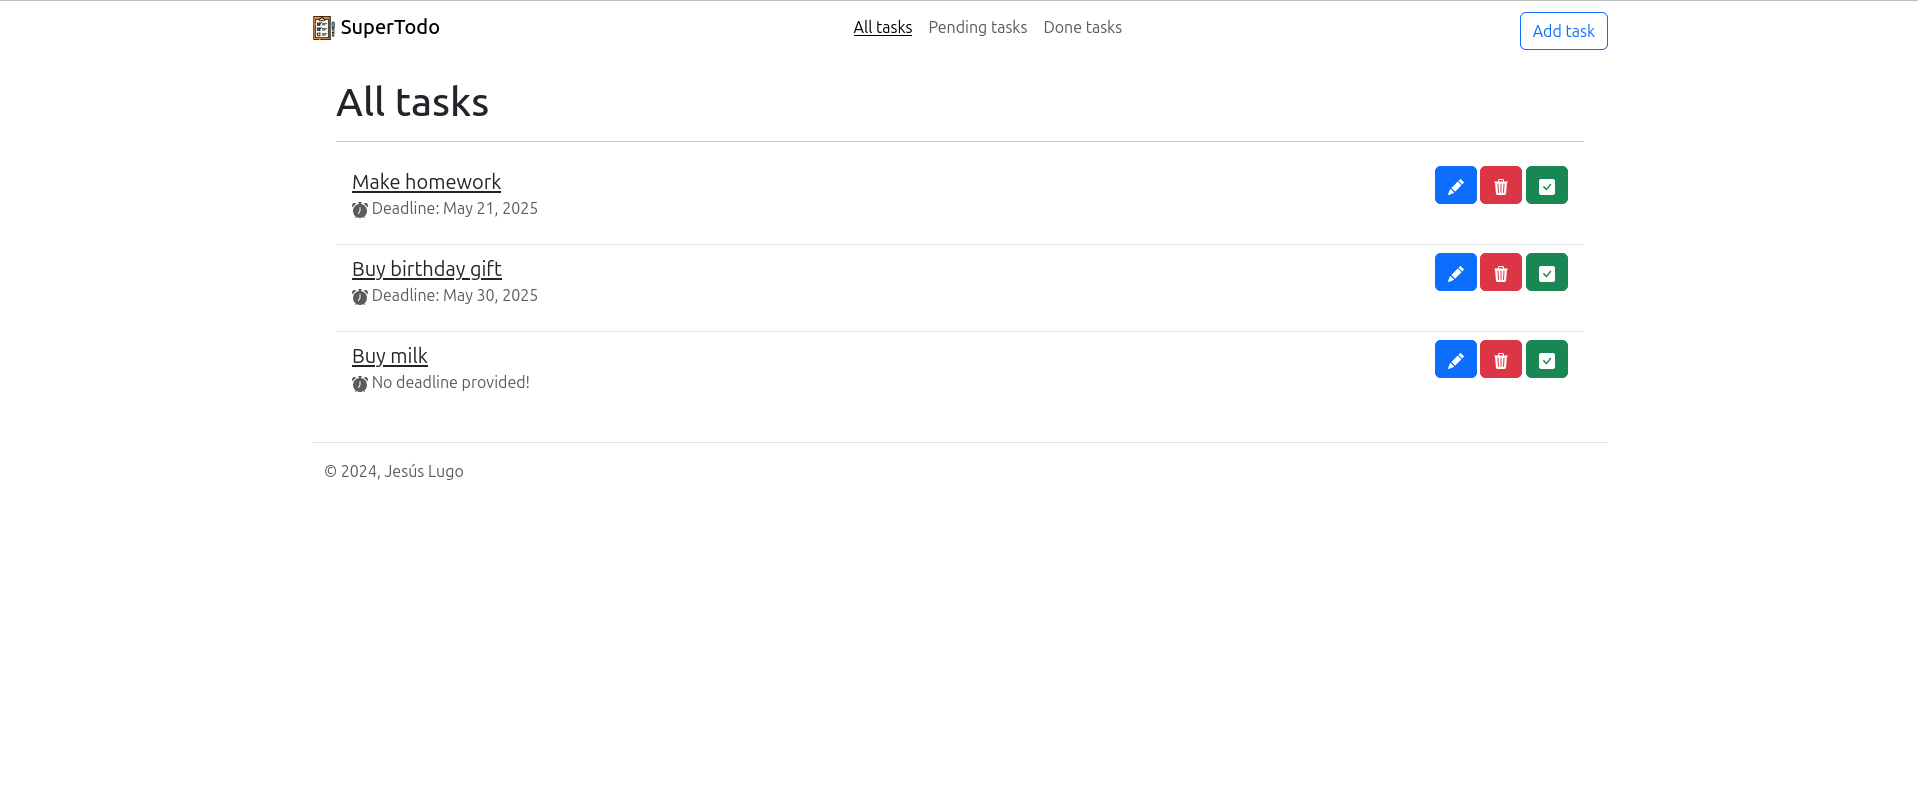 SuperTodo
All tasks Pending tasks Done tasks
Add task
All tasks
Make homework
Deadline: May 21, 2025
Buy birthday gift
Deadline: May 30, 2025
Buy milk
No deadline provided!
© 2024, Jesús Lugo